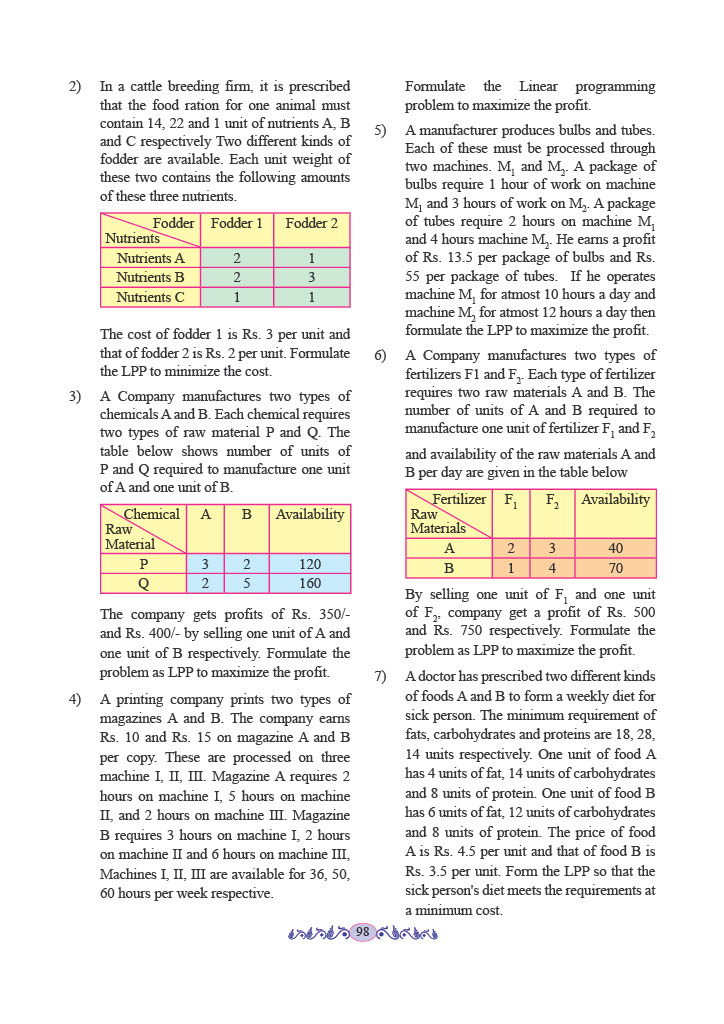 2) In a cattle breeding firm, it is prescribed
that the food ration for one animal must
contain 14, 22 and 1 unit of nutrients A, B
and C respectively Two different kinds of
fodder are available. Each unit weight of
these two contains the following amounts
of these three nutrients.
Fodder Fodder 1 Fodder 2
Nutrients
Nutrients A 2 1
Nutrients B 2 3
Nutrients C 1 1
The cost of fodder 1 is Rs. 3 per unit and
that of fodder 2 is Rs. 2 per unit. Formulate
the LPP to minimize the cost.
3) A Company manufactures two types of
chemicals A and B. Each chemical requires
two types of raw material P and Q. The
table below shows number of units of
P and Q required to manufacture one unit
of A and one unit of B.
Chemical A B Availability
Raw
Material
P 3 2 120
Q 2 5 160
The company gets profits of Rs. 350/-
and Rs. 400/- by selling one unit of A and
one unit of B respectively. Formulate the
problem as LPP to maximize the profit.
4) A printing company prints two types of
magazines A and B. The company earns
Rs. 10 and Rs. 15 on magazine A and B
per copy. These are processed on three
machine I, II, III. Magazine A requires 2
hours on machine I, 5 hours on machine
II, and 2 hours on machine III. Magazine
B requires 3 hours on machine I, 2 hours
on machine II and 6 hours on machine III,
Machines I, II, III are available for 36, 50,
60 hours per week respective.
Formulate the Linear programming
problem to maximize the profit.
5) A manufacturer produces bulbs and tubes.
Each of these must be processed through
two machines. M₁ and M₂. A package of
bulbs require 1 hour of work on machine
M₁ and 3 hours of work on M₂. A package
of tubes require 2 hours on machine M₁
and 4 hours machine M₂. He earns a profit
of Rs. 13.5 per package of bulbs and Rs.
55 per package of tubes. If he operates
machine M₁ for atmost 10 hours a day and
machine M₂ for atmost 12 hours a day then
formulate the LPP to maximize the profit.
6) A Company manufactures two types of
fertilizers F1 and F₂. Each type of fertilizer
requires two raw materials A and B. The
number of units of A and B required to
manufacture one unit of fertilizer F₁ and F₂
and availability of the raw materials A and
B per day are given in the table below
Fertilizer F₁ F₂ Availability
Raw
Materials
A 2 3 40
B 1 4 70
By selling one unit of F₁ and one unit
of F₂, company get a profit of Rs. 500
and Rs. 750 respectively. Formulate the
problem as LPP to maximize the profit.
7) A doctor has prescribed two different kinds
of foods A and B to form a weekly diet for
sick person. The minimum requirement of
fats, carbohydrates and proteins are 18, 28,
14 units respectively. One unit of food A
has 4 units of fat, 14 units of carbohydrates
and 8 units of protein. One unit of food B
has 6 units of fat, 12 units of carbohydrates
and 8 units of protein. The price of food
A is Rs. 4.5 per unit and that of food B is
Rs. 3.5 per unit. Form the LPP so that the
sick person's diet meets the requirements at
a minimum cost.
98